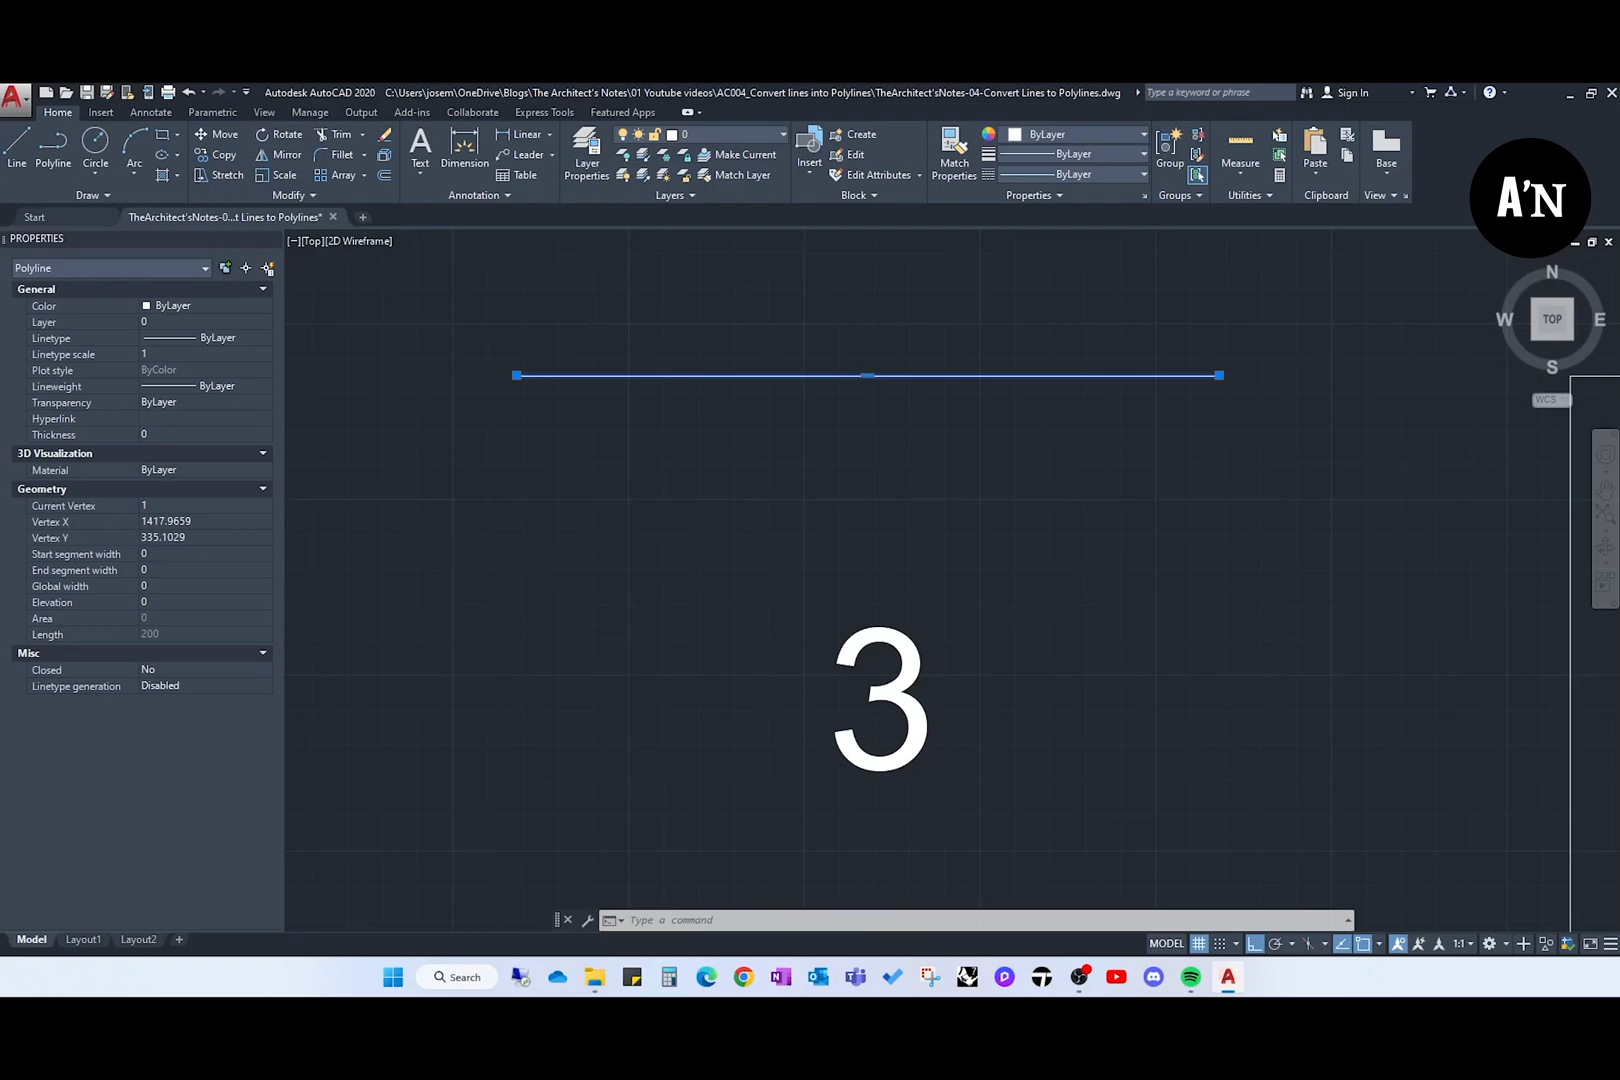 Autodesk AutoCAD 2020 C:\Users\josem\OneDrive\Blogs\The Architect's Notes\01 Youtube videos\AC004_Convert lines into Polylines\TheArchitect'sNotes-04-Convert Lines to Polylines.dwg Type a keyword or phrase Sign In
Home Insert Annotate Parametric View Manage Output Add-ins Collaborate Express Tools Featured Apps
Move Rotate Trim Linear 0 Create ByLayer
Line Polyline Circle Arc Copy Mirror Fillet Text Dimension Leader Layer Properties Make Current Insert Edit Match Properties ByLayer Group Measure Paste Base
Stretch Scale Array Table Match Layer Edit Attributes ByLayer
Draw Modify Annotation Layers Block Properties Groups Utilities Clipboard View
A'N
Start TheArchitect'sNotes-0...t Lines to Polylines*
PROPERTIES
[−][Top][2D Wireframe]
Polyline
General
Color ByLayer
Layer 0
Linetype ByLayer
Linetype scale 1
Plot style ByColor
Lineweight ByLayer
Transparency ByLayer
Hyperlink
Thickness 0
3D Visualization
Material ByLayer
Geometry
Current Vertex 1
Vertex X 1417.9659
Vertex Y 335.1029
Start segment width 0
End segment width 0
Global width 0
Elevation 0
Area 0
Length 200
Misc
Closed No
Linetype generation Disabled
N
W TOP E
S
WCS
3
Type a command
Model Layout1 Layout2
MODEL 1:1
Search